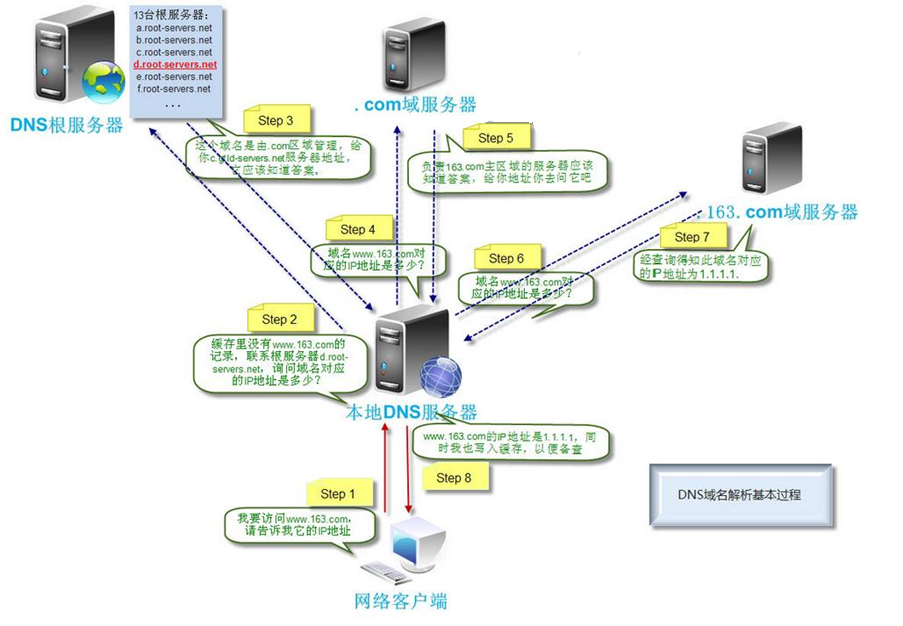 13台根服务器：
a.root-servers.net
b.root-servers.net
c.root-servers.net
d.root-servers.net
e.root-servers.net
f.root-servers.net
...
DNS根服务器
.com域服务器
.163.com域服务器
Step 3
这个域名是由.com区域管理，给
你c.gtld-servers.net服务器地址，
它应该知道答案。
Step 5
负责163.com主区域的服务器应该
知道答案，给你地址你去问它吧
Step 4
域名www.163.com对
应的IP地址是多少？
Step 6
域名www.163.com对
应的IP地址是多少？
Step 7
经查询得知此域名对应
的IP地址为1.1.1.1.
Step 2
缓存里没有www.163.com的
记录，联系根服务器d.root-
servers.net，询问域名对应
的IP地址是多少？
本地DNS服务器
www.163.com的IP地址是1.1.1.1，同
时我也写入缓存，以便备查
Step 8
Step 1
我要访问www.163.com，
请告诉我它的IP地址
网络客户端
DNS域名解析基本过程